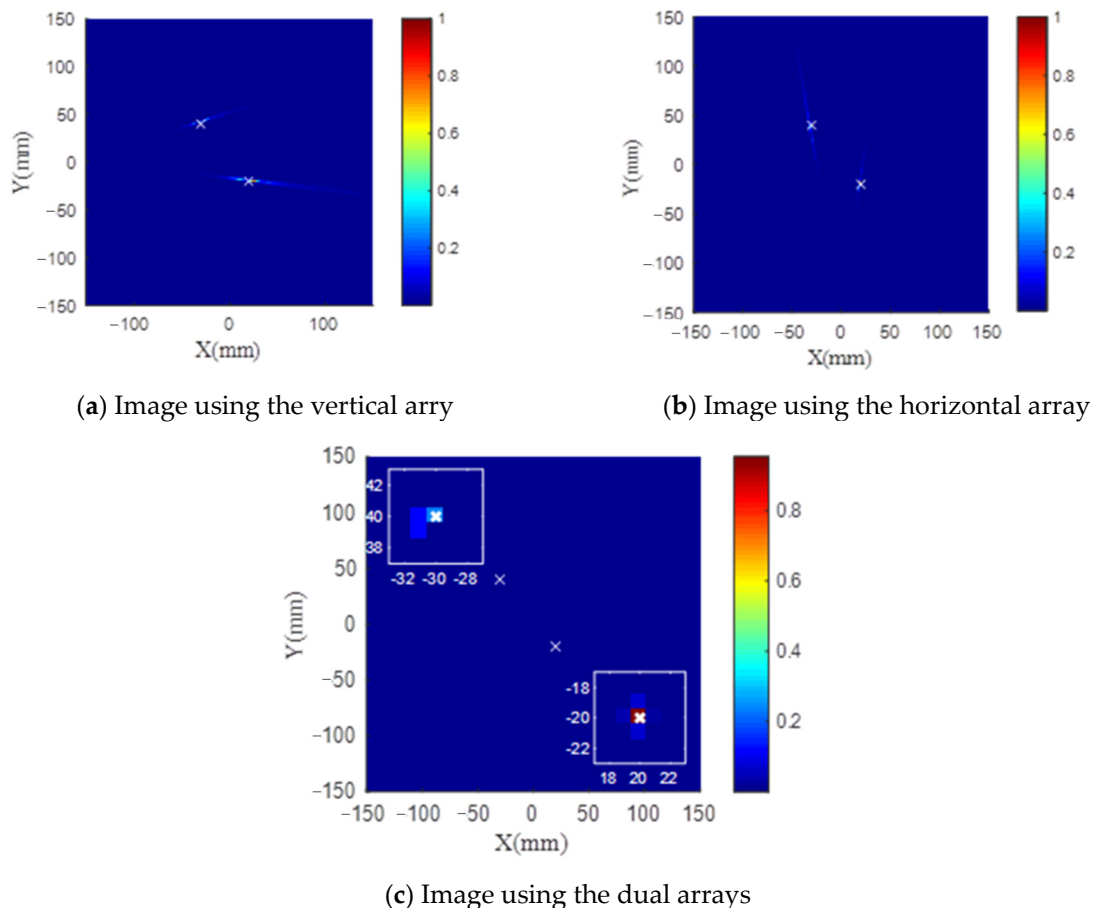 150
100
50
0
−50
−100
−150
Y(mm)
−100 0 100
X(mm)
1
0.8
0.6
0.4
0.2
150
100
50
0
−50
−100
−150
Y(mm)
−150 −100 −50 0 50 100 150
X(mm)
1
0.8
0.6
0.4
0.2
(a) Image using the vertical arry
(b) Image using the horizontal array
150
100
50
0
−50
−100
−150
Y(mm)
42
40
38
-32 -30 -28
-18
-20
-22
18 20 22
−150 −100 −50 0 50 100 150
X(mm)
0.8
0.6
0.4
0.2
(c) Image using the dual arrays